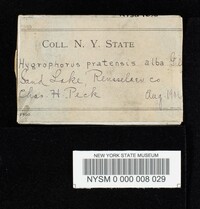 COLL. N. Y. STATE
Hygrophorus pratensis alba
Sand Lake, Rensselaer co
Chas. H. Peck Aug
NEW YORK STATE MUSEUM
NYSM 0 000 008 029